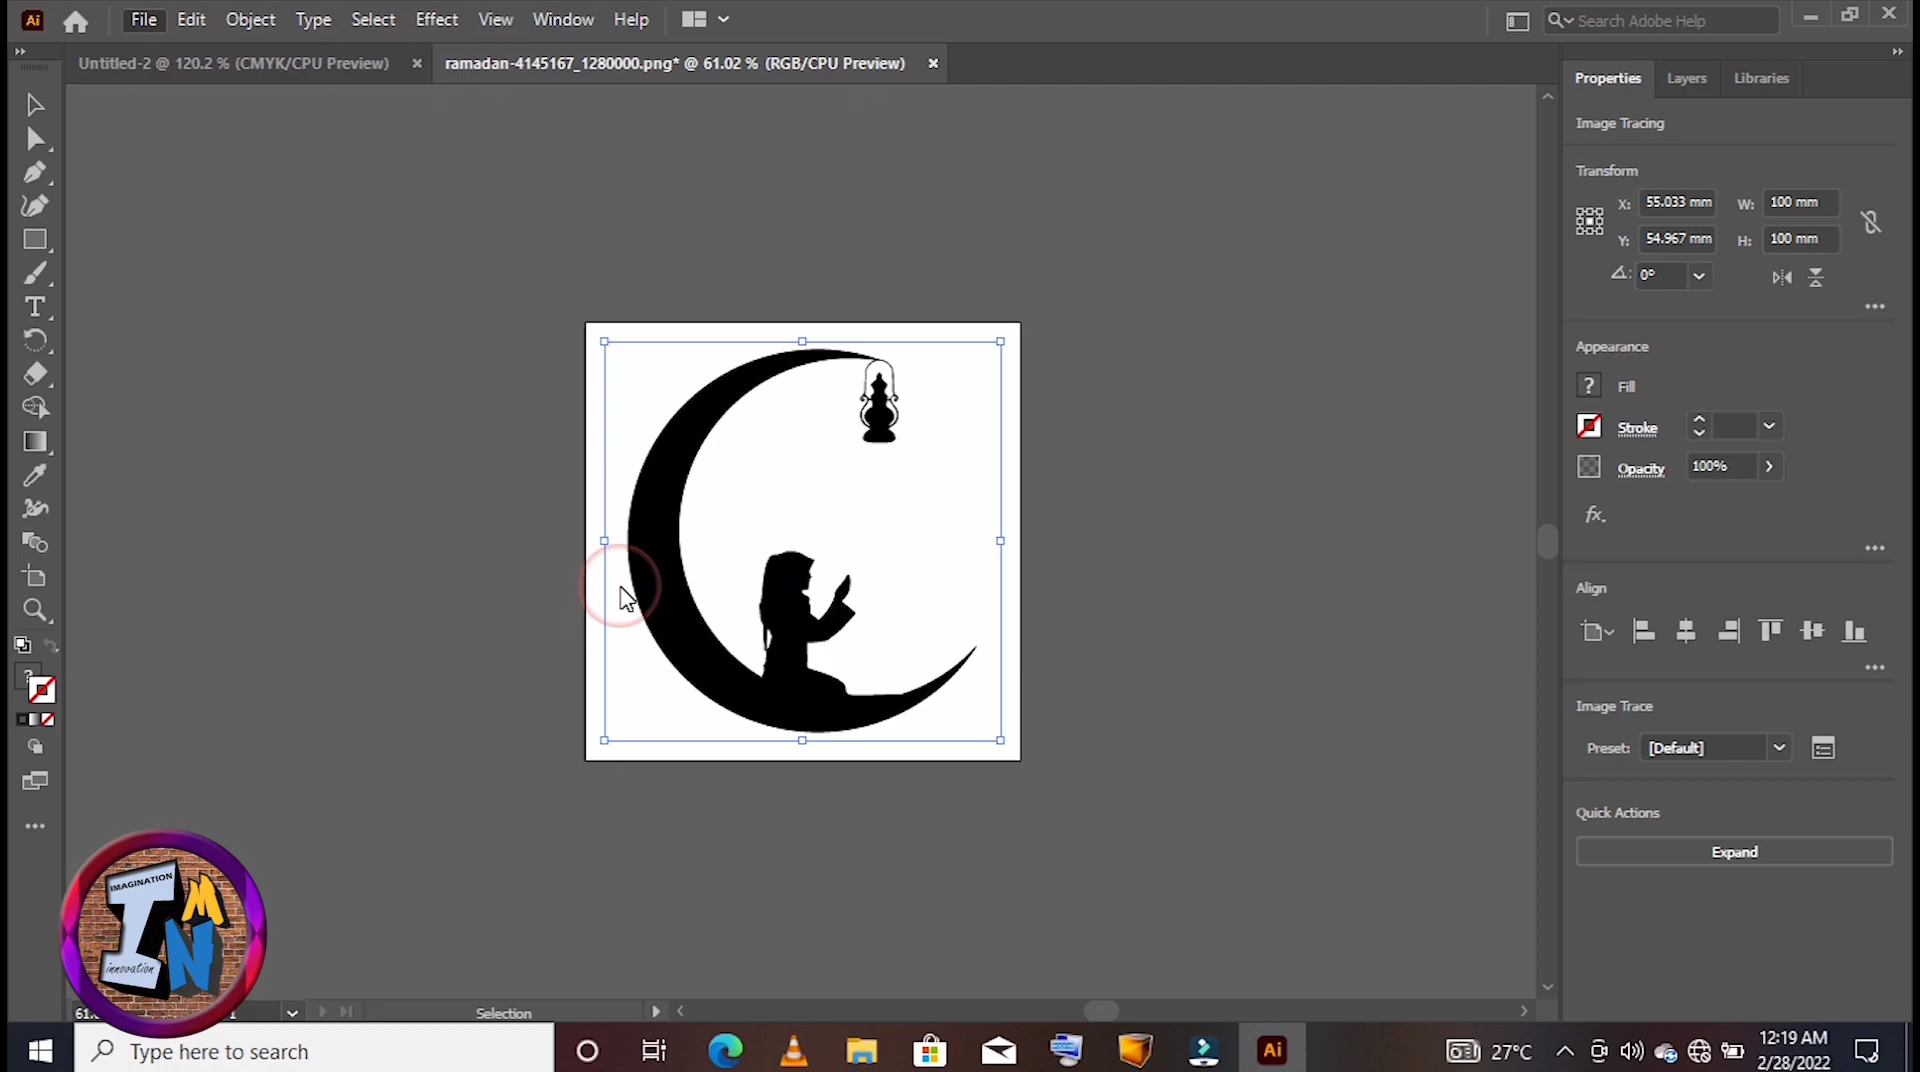 Ai File Edit Object Type Select Effect View Window Help Search Adobe Help
Untitled-2 @ 120.2 % (CMYK/CPU Preview) ramadan-4145167_1280000.png* @ 61.02 % (RGB/CPU Preview)
Properties Layers Libraries
Image Tracing
Transform
X: 55.033 mm W: 100 mm
Y: 54.967 mm H: 100 mm
0°
Appearance
? Fill
Stroke
Opacity 100%
fx.
Align
Image Trace
Preset: [Default]
Quick Actions
Expand
IMAGINATION
I M N
innovation
61. Selection
Type here to search
Ai
27°C
12:19 AM
2/28/2022